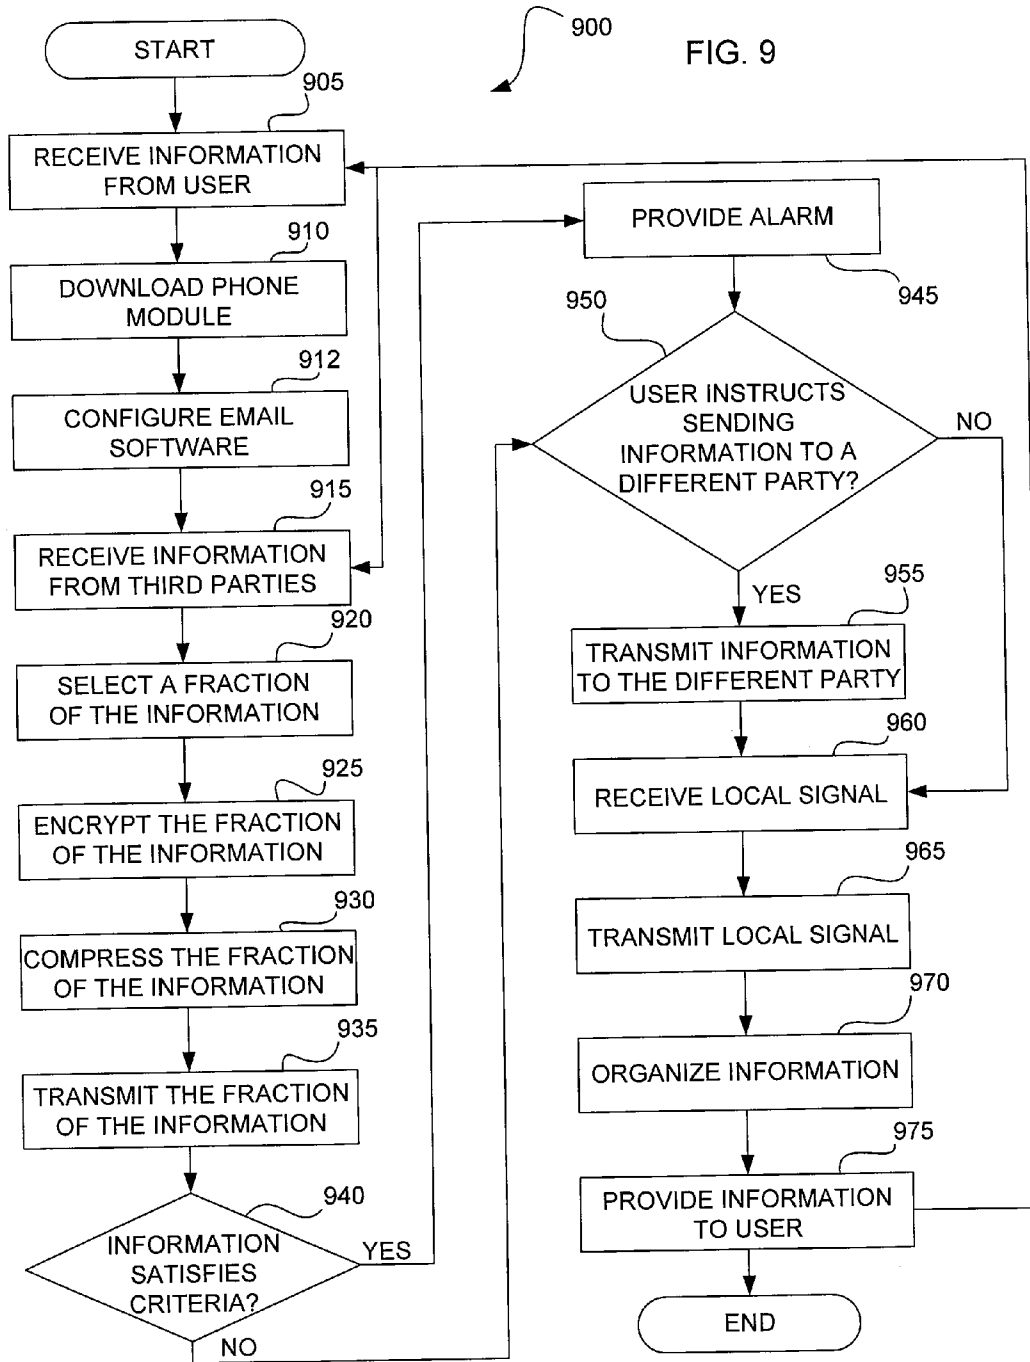 900
FIG. 9
START
905
RECEIVE INFORMATION
FROM USER
910
DOWNLOAD PHONE
MODULE
912
CONFIGURE EMAIL
SOFTWARE
915
RECEIVE INFORMATION
FROM THIRD PARTIES
920
SELECT A FRACTION
OF THE INFORMATION
925
ENCRYPT THE FRACTION
OF THE INFORMATION
930
COMPRESS THE FRACTION
OF THE INFORMATION
935
TRANSMIT THE FRACTION
OF THE INFORMATION
940
INFORMATION
SATISFIES
CRITERIA?
YES
NO
PROVIDE ALARM
945
950
USER INSTRUCTS
SENDING
INFORMATION TO A
DIFFERENT PARTY?
NO
YES
955
TRANSMIT INFORMATION
TO THE DIFFERENT PARTY
960
RECEIVE LOCAL SIGNAL
965
TRANSMIT LOCAL SIGNAL
970
ORGANIZE INFORMATION
975
PROVIDE INFORMATION
TO USER
END